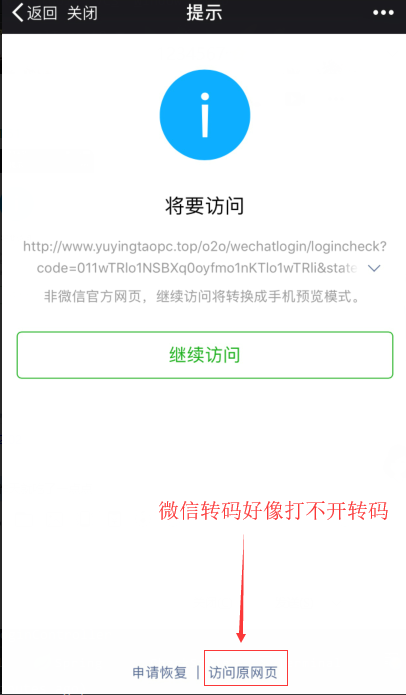 返回 关闭 提示
i
将要访问
http://www.yuyingtaopc.top/o2o/wechatlogin/logincheck?
code=011wTRlo1NSBXq0oyfmo1nKTlo1wTRli&state
非微信官方网页，继续访问将转换成手机预览模式。
继续访问
微信转码好像打不开转码
申请恢复 | 访问原网页